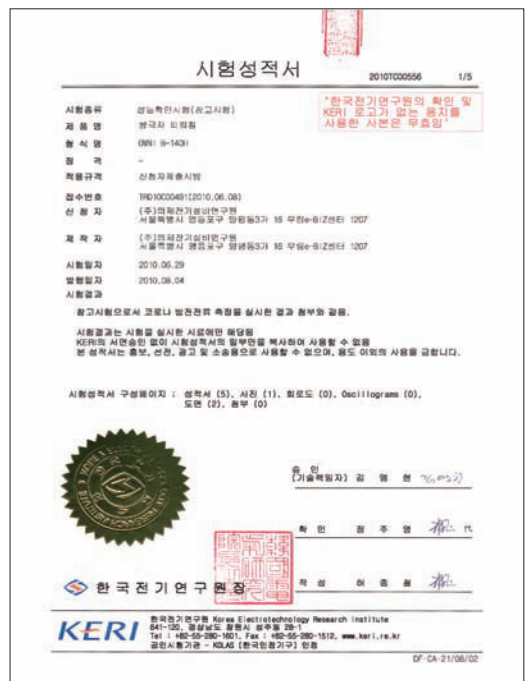 시험성적서
2010TC00556 1/5
"한국전기연구원의 확인 및
KERI 로고가 없는 용지를
사용한 사본은 무효임"
시험종류 성능확인시험(참고시험)
제 품 명 쌍극자 피뢰침
형 식 명
정 격 -
적용규격 신청자제출시방
접수번호 (2010.06.08)
신 청 자 (주)의제전기설비연구원
서울특별시 영등포구 양평동3가 16 우림e-BIZ센터 1207
제 작 자 (주)의제전기설비연구원
서울특별시 영등포구 양평동3가 16 우림e-BIZ센터 1207
시험일자 2010.06.29
발행일자 2010.08.04
시험결과
참고시험으로서 코로나 방전전류 측정을 실시한 결과 첨부와 같음.
시험결과는 시험을 실시한 시료에만 해당됨
KERI의 서면승인 없이 시험성적서의 일부만을 복사하여 사용할 수 없음
본 성적서는 홍보, 선전, 광고 및 소송용으로 사용할 수 없으며, 용도 이외의 사용을 금합니다.
시험성적서 구성페이지 : 성적서 (5), 사진 (1), 회로도 (0), Oscillograms (0),
도면 (2), 첨부 (0)
승 인
(기술책임자) 김 맹 현
확 인 정 주 영 代
작 성 허 종 철
한국전기연구원장
KERI
한국전기연구원 Korea Electrotechnology Research Institute
641-120, 경상남도 창원시 성주동 28-1
Tel : +82-55-280-1601, Fax : +82-55-280-1512, www.keri.re.kr
공인시험기관 - KOLAS (한국인정기구) 인정
DF-CA-21/06/02